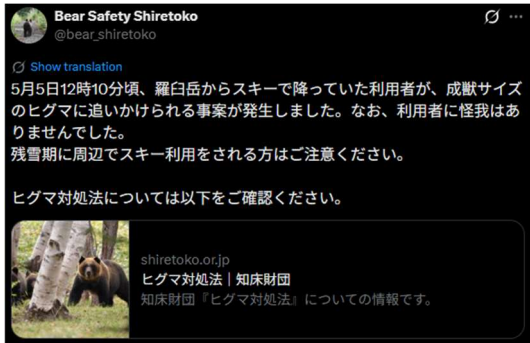 Bear Safety Shiretoko
@bear_shiretoko
Show translation
5月5日12時10分頃、羅臼岳からスキーで降っていた利用者が、成獣サイズ
のヒグマに追いかけられる事案が発生しました。なお、利用者に怪我はあ
りませんでした。
残雪期に周辺でスキー利用をされる方はご注意ください。
ヒグマ対処法については以下をご確認ください。
shiretoko.or.jp
ヒグマ対処法｜知床財団
知床財団『ヒグマ対処法』についての情報です。